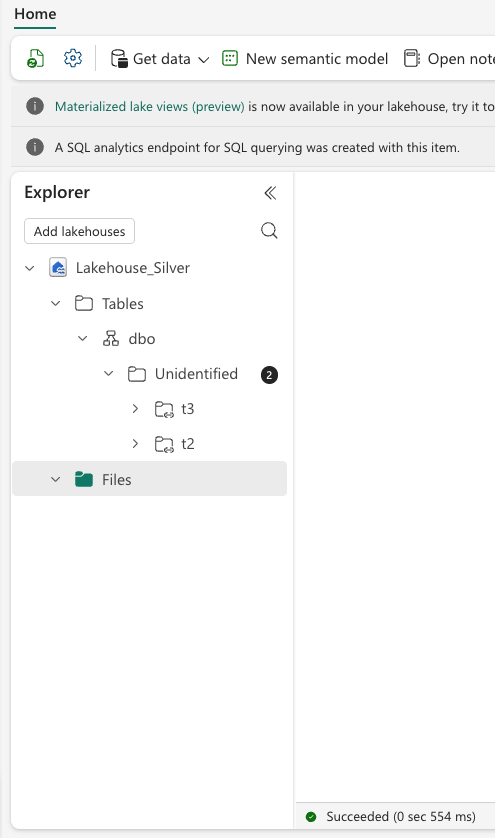 Home
Get data New semantic model Open note
Materialized lake views (preview) is now available in your lakehouse, try it to
A SQL analytics endpoint for SQL querying was created with this item.
Explorer
Add lakehouses
Lakehouse_Silver
Tables
dbo
Unidentified 2
t3
t2
Files
Succeeded (0 sec 554 ms)